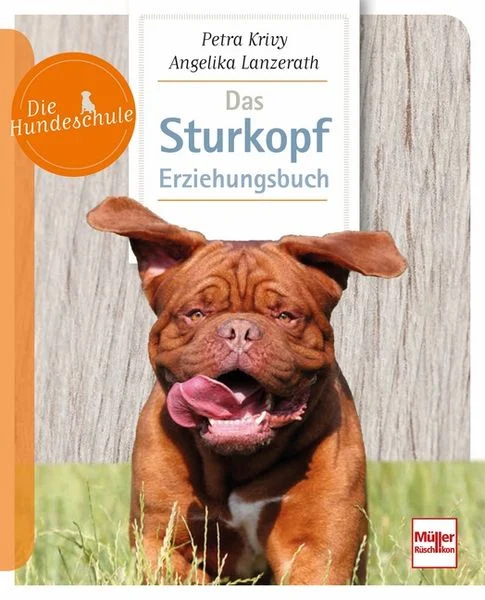 Petra Krivy
Angelika Lanzerath
Die
Hundeschule
Das
Sturkopf
Erziehungsbuch
Müller
Rüschlikon